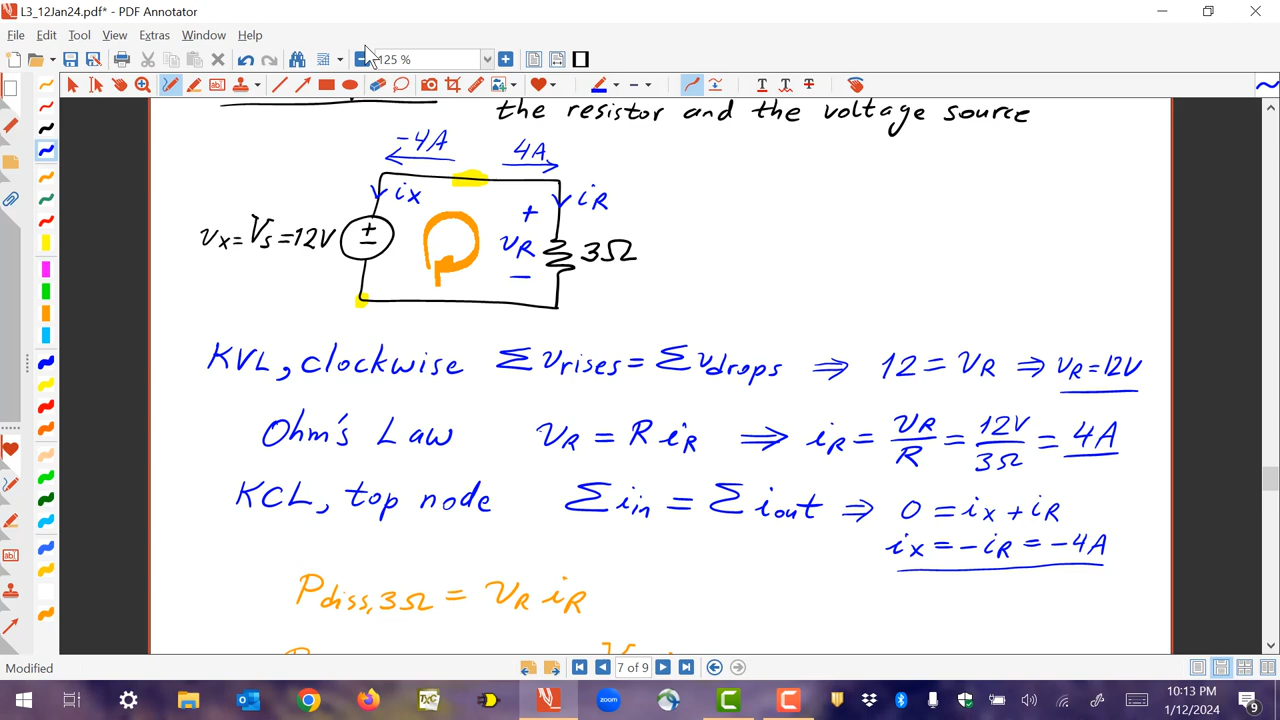 L3_12Jan24.pdf* - PDF Annotator
File Edit Tool View Extras Window Help
125 %
the resistor and the voltage source
-4A 4A
ix iR
+
vx = Vs = 12V + − vR 3Ω
−
KVL, clockwise Σ vrises = Σ vdrops ⇒ 12 = vR ⇒ vR = 12V
Ohm's Law vR = R iR ⇒ iR = vR/R = 12V/3Ω = 4A
KCL, top node Σ iin = Σ iout ⇒ 0 = ix + iR
ix = -iR = -4A
Pdiss,3Ω = vR iR
Modified 7 of 9
zoom
10:13 PM
1/12/2024
9